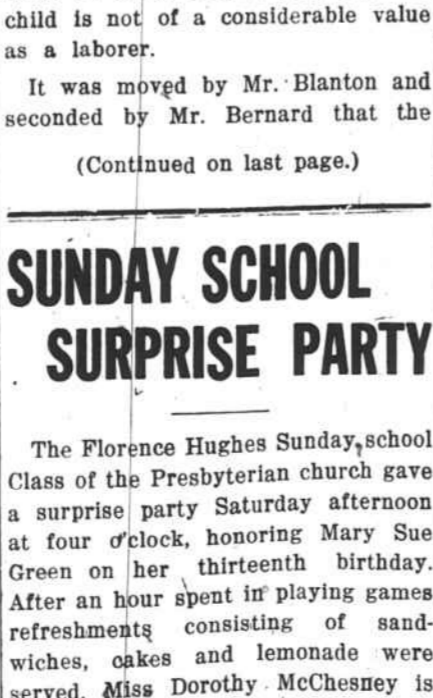 child is not of a considerable value
as a laborer.
It was moved by Mr. Blanton and
seconded by Mr. Bernard that the
(Continued on last page.)
SUNDAY SCHOOL
SURPRISE PARTY
The Florence Hughes Sunday school
Class of the Presbyterian church gave
a surprise party Saturday afternoon
at four o'clock, honoring Mary Sue
Green on her thirteenth birthday.
After an hour spent in playing games
refreshments consisting of sand-
wiches, cakes and lemonade were
served. Miss Dorothy McChesney is